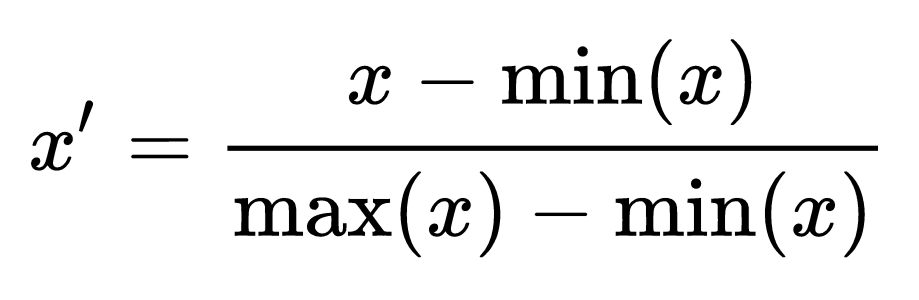 x′ = (x − min(x)) / (max(x) − min(x))